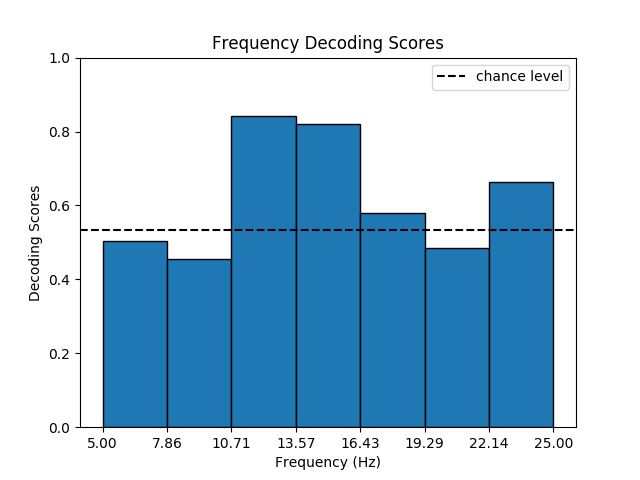 Frequency Decoding Scores
chance level
1.0
0.8
0.6
0.4
0.2
0.0
Decoding Scores
5.00 7.86 10.71 13.57 16.43 19.29 22.14 25.00
Frequency (Hz)